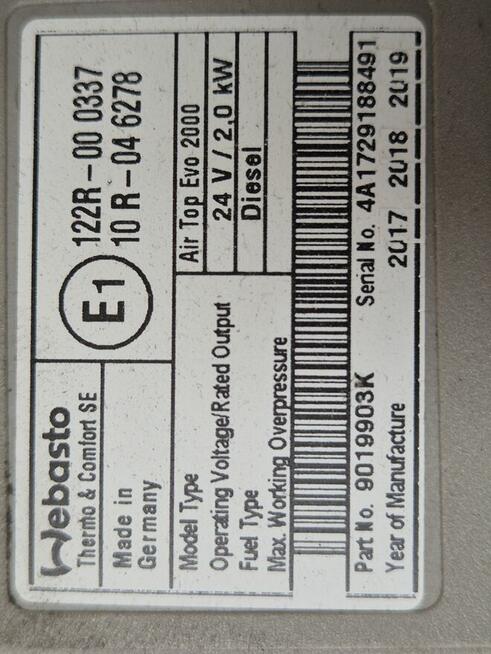 Webasto
Thermo & Comfort SE
Made in
Germany
E1
122R-00 0337
10 R-04 6278
Model Type Air Top Evo 2000
Operating Voltage/Rated Output 24 V / 2,0 kW
Fuel Type Diesel
Max. Working Overpressure
Part No. 9019903K Serial No. 4A1729188491
Year of Manufacture 2017 2018 2019